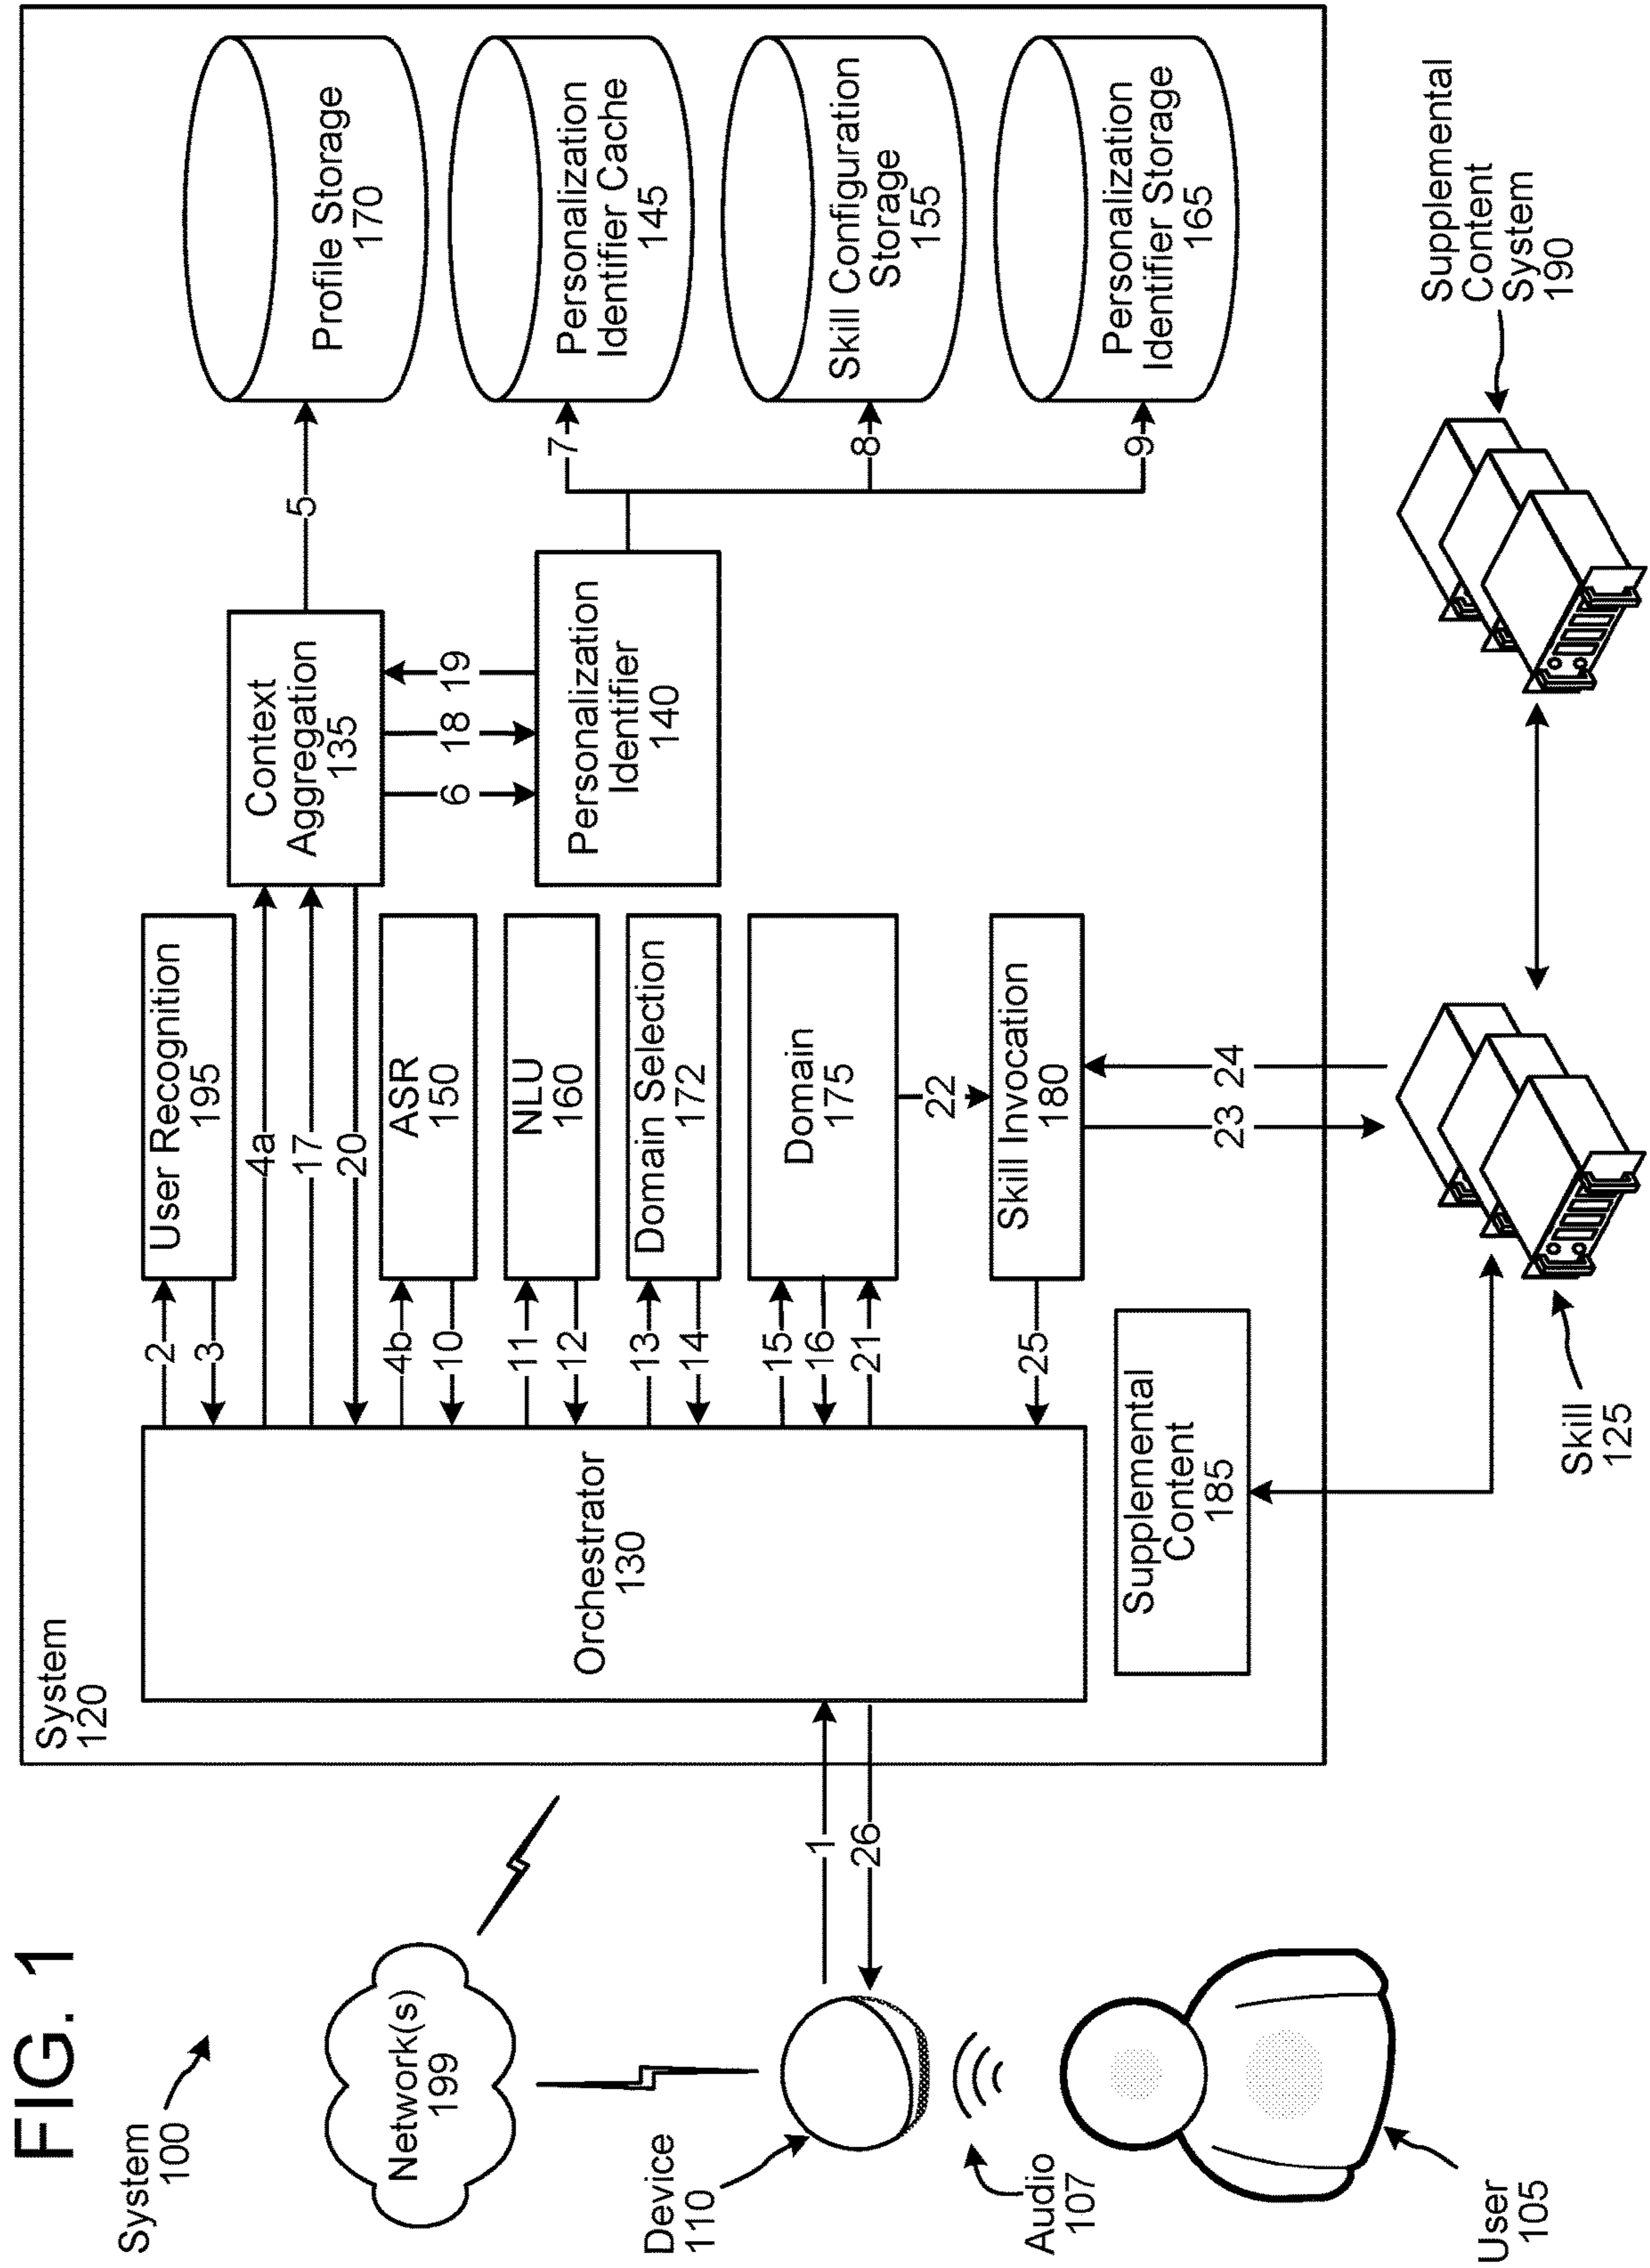 FIG. 1
System
100
System
120
Network(s)
199
Device
110
Audio
107
User
105
1
26
Orchestrator
130
Supplemental
Content
185
2
3
4a
17
20
4b
10
11
12
13
14
15
16
21
25
User Recognition
195
ASR
150
NLU
160
Domain Selection
172
Domain
175
22
Skill Invocation
180
23
24
Context
Aggregation
135
6
18
19
Personalization
Identifier
140
5
7
8
9
Profile Storage
170
Personalization
Identifier Cache
145
Skill Configuration
Storage
155
Personalization
Identifier Storage
165
Skill
125
Supplemental
Content
System
190